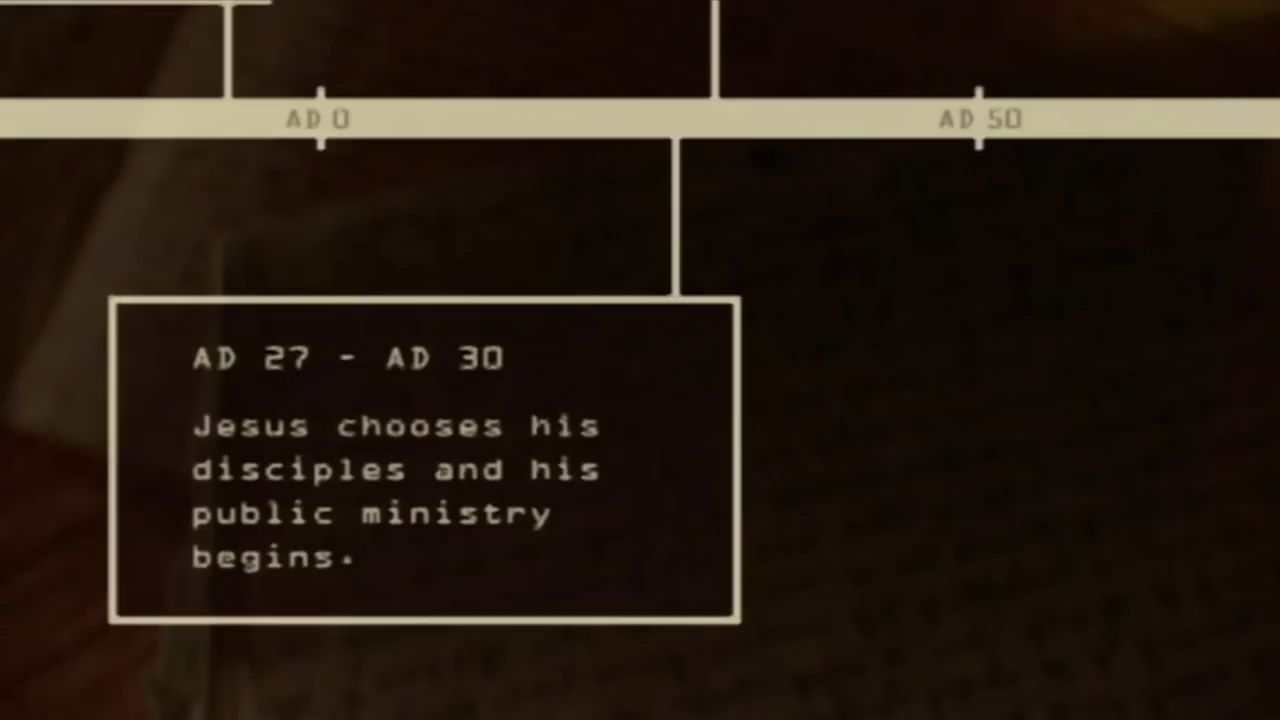 AD 0
AD 50
AD 27 - AD 30
Jesus chooses his
disciples and his
public ministry
begins.